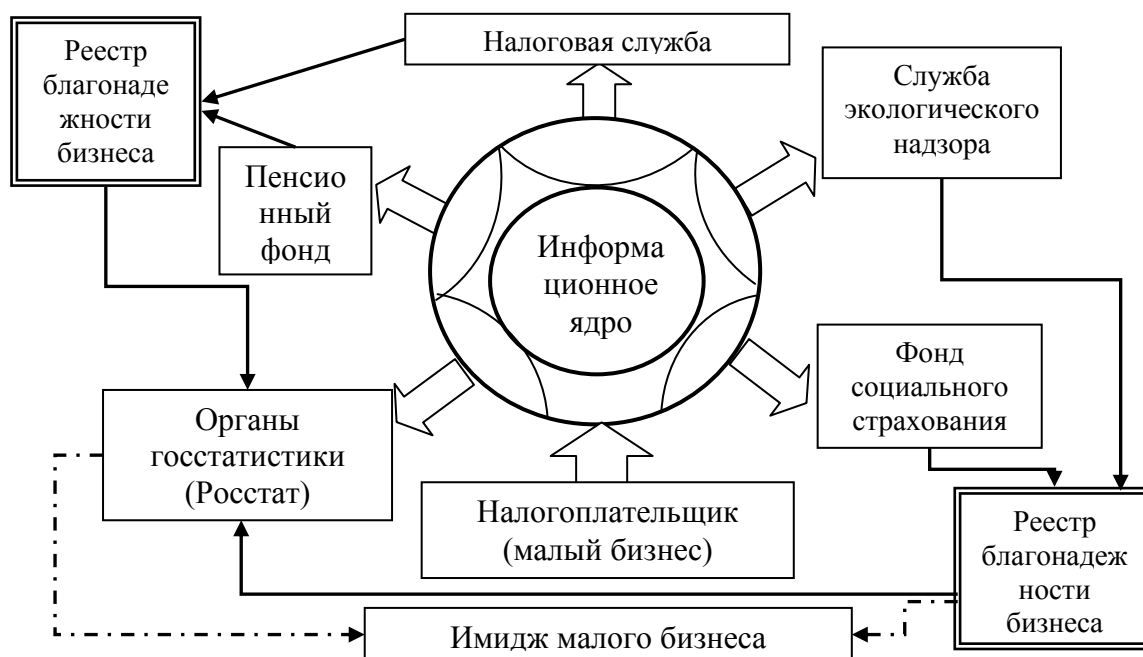 Реестр
благонаде
жности
бизнеса
Налоговая служба
Служба
экологического
надзора
Пенсио
нный
фонд
Информа
ционное
ядро
Фонд
социального
страхования
Органы
госстатистики
(Росстат)
Налогоплательщик
(малый бизнес)
Реестр
благонадеж
ности
бизнеса
Имидж малого бизнеса